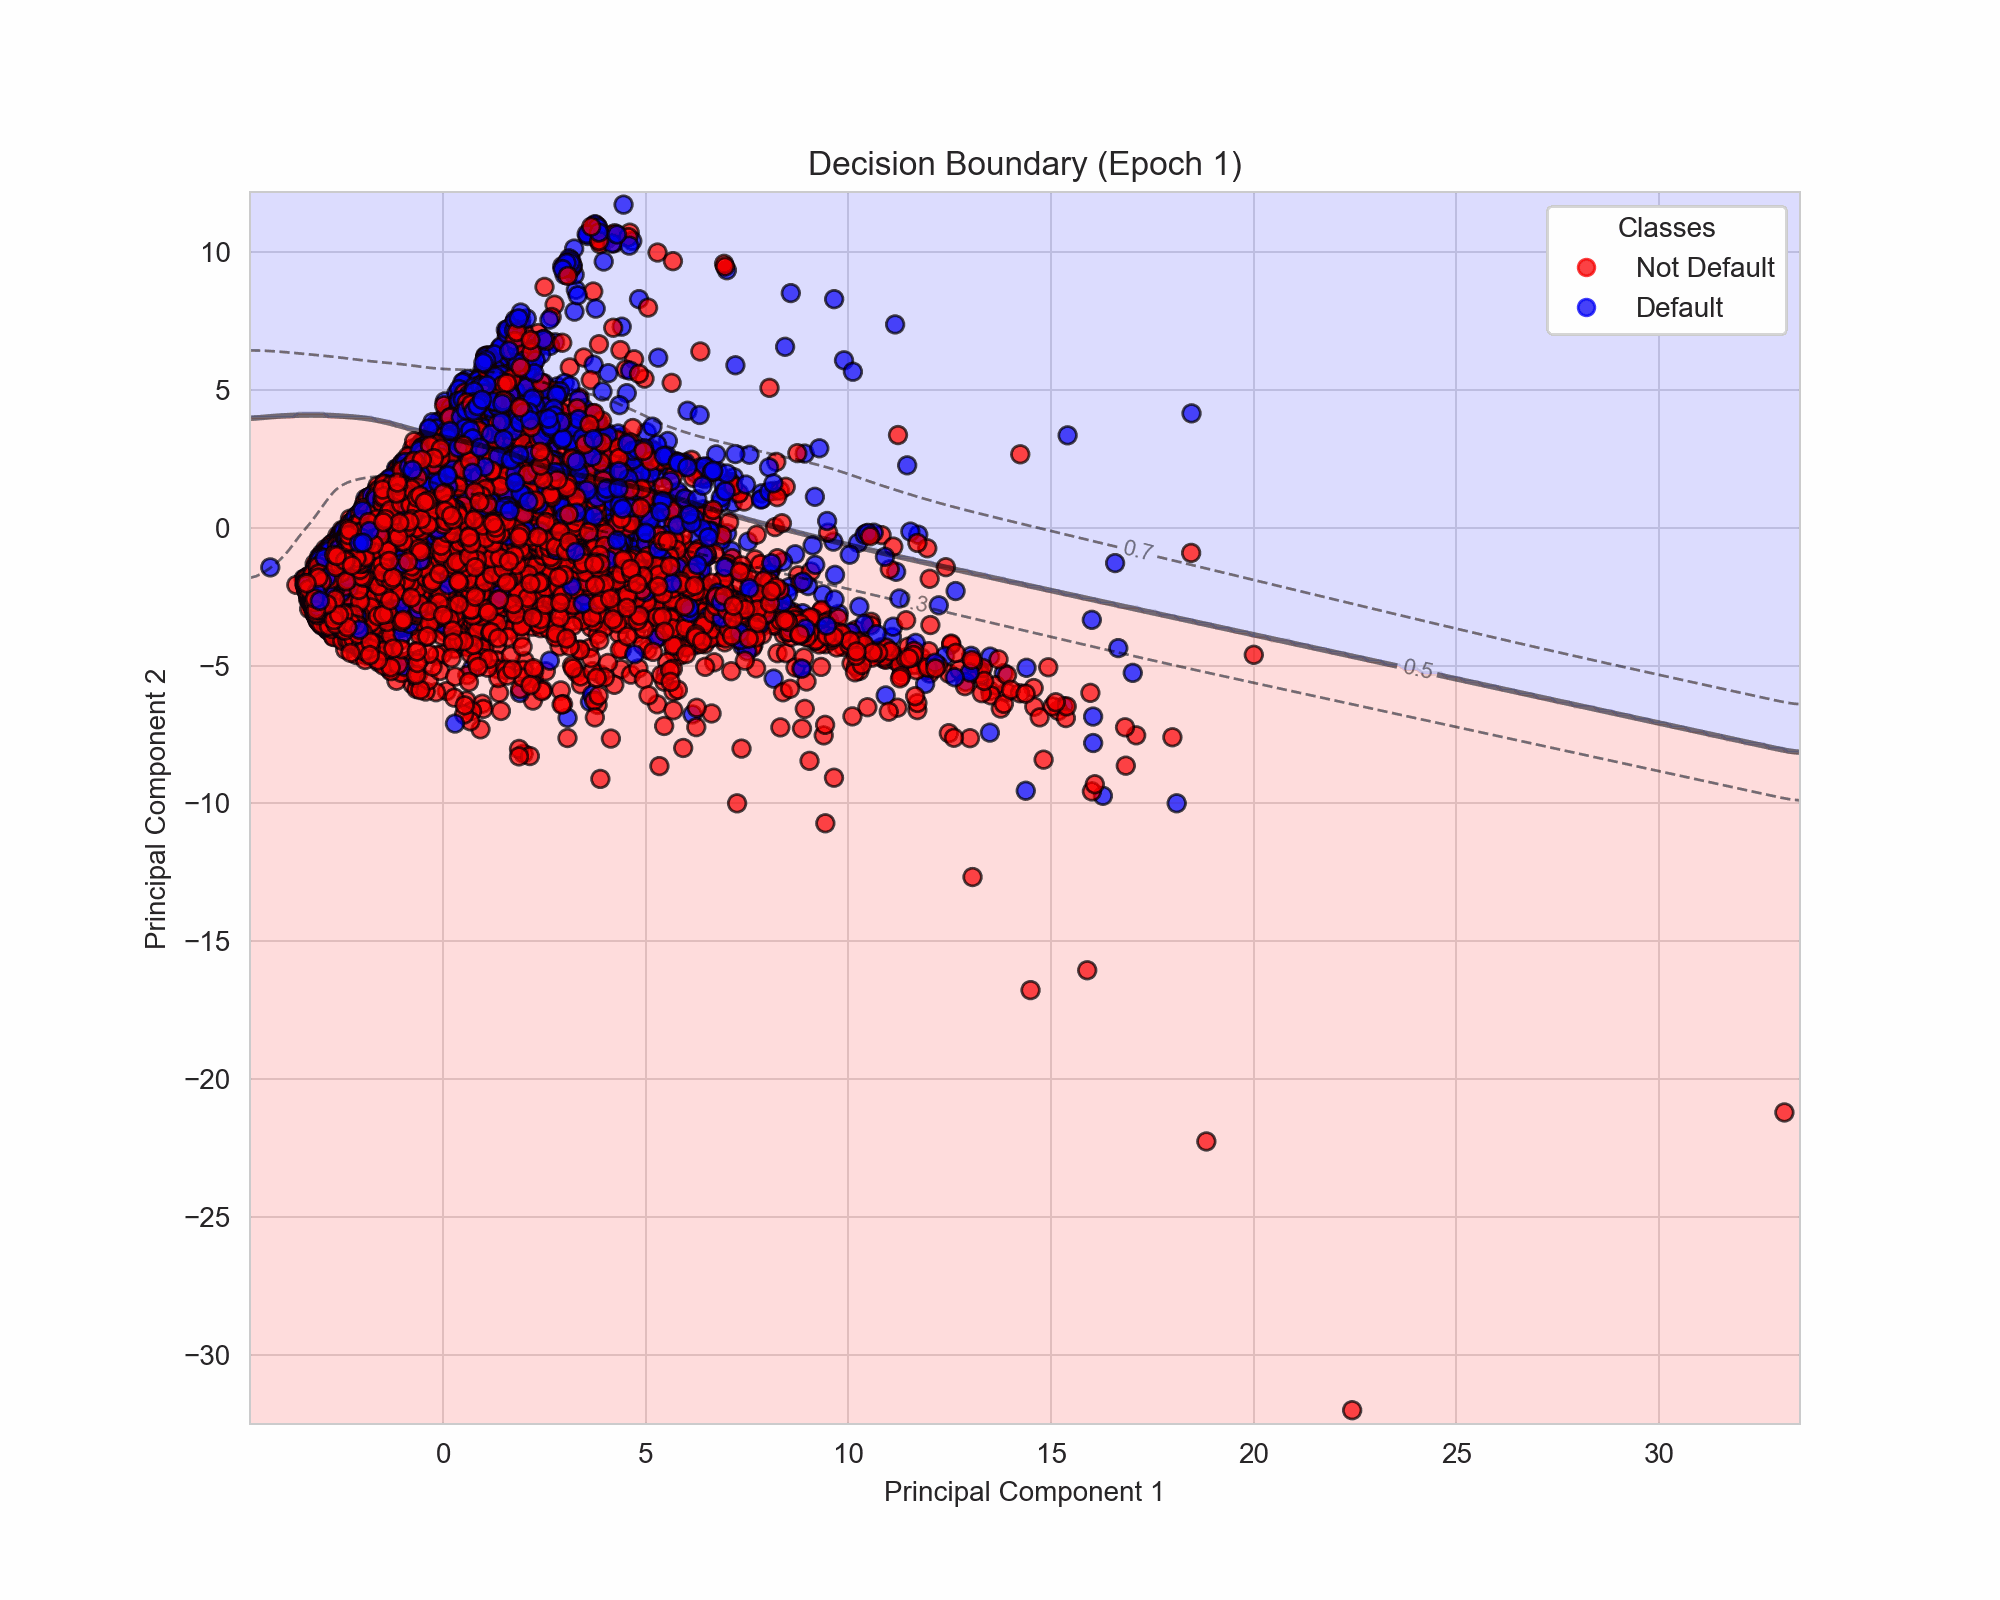 Decision Boundary (Epoch 1)
Classes
Not Default
Default
10
5
0
−5
−10
−15
−20
−25
−30
0.7
0.5
Principal Component 2
0 5 10 15 20 25 30
Principal Component 1